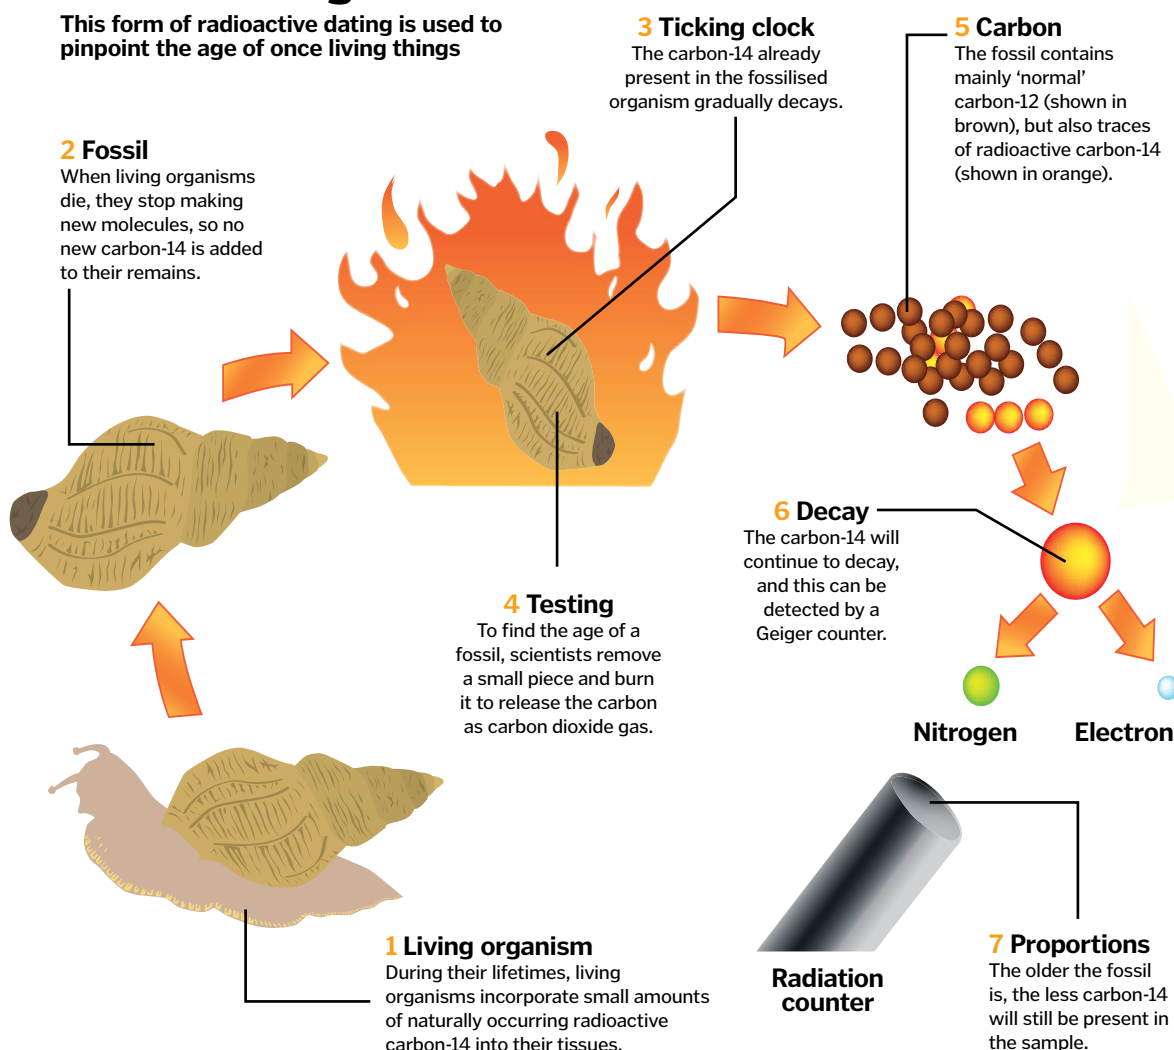 This form of radioactive dating is used to
pinpoint the age of once living things
3 Ticking clock
The carbon-14 already
present in the fossilised
organism gradually decays.
5 Carbon
The fossil contains
mainly ‘normal’
carbon-12 (shown in
brown), but also traces
of radioactive carbon-14
(shown in orange).
2 Fossil
When living organisms
die, they stop making
new molecules, so no
new carbon-14 is added
to their remains.
6 Decay
The carbon-14 will
continue to decay,
and this can be
detected by a
Geiger counter.
4 Testing
To find the age of a
fossil, scientists remove
a small piece and burn
it to release the carbon
as carbon dioxide gas.
Nitrogen
Electron
1 Living organism
During their lifetimes, living
organisms incorporate small amounts
of naturally occurring radioactive
carbon-14 into their tissues.
Radiation
counter
7 Proportions
The older the fossil
is, the less carbon-14
will still be present in
the sample.